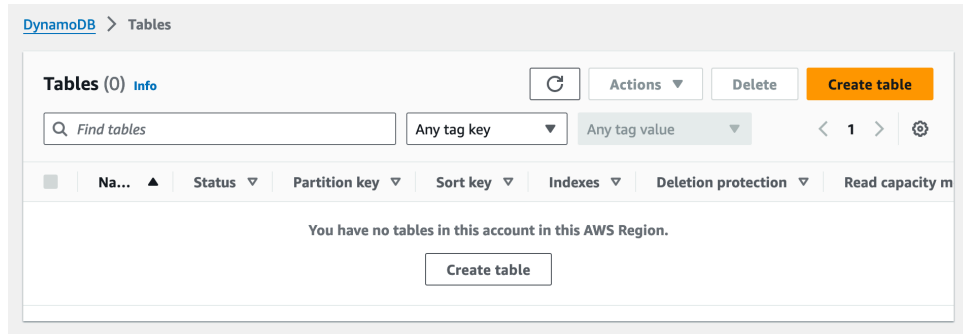 DynamoDB > Tables
Tables (0) Info
Actions Delete Create table
Find tables Any tag key Any tag value 1
Na... Status Partition key Sort key Indexes Deletion protection Read capacity m
You have no tables in this account in this AWS Region.
Create table